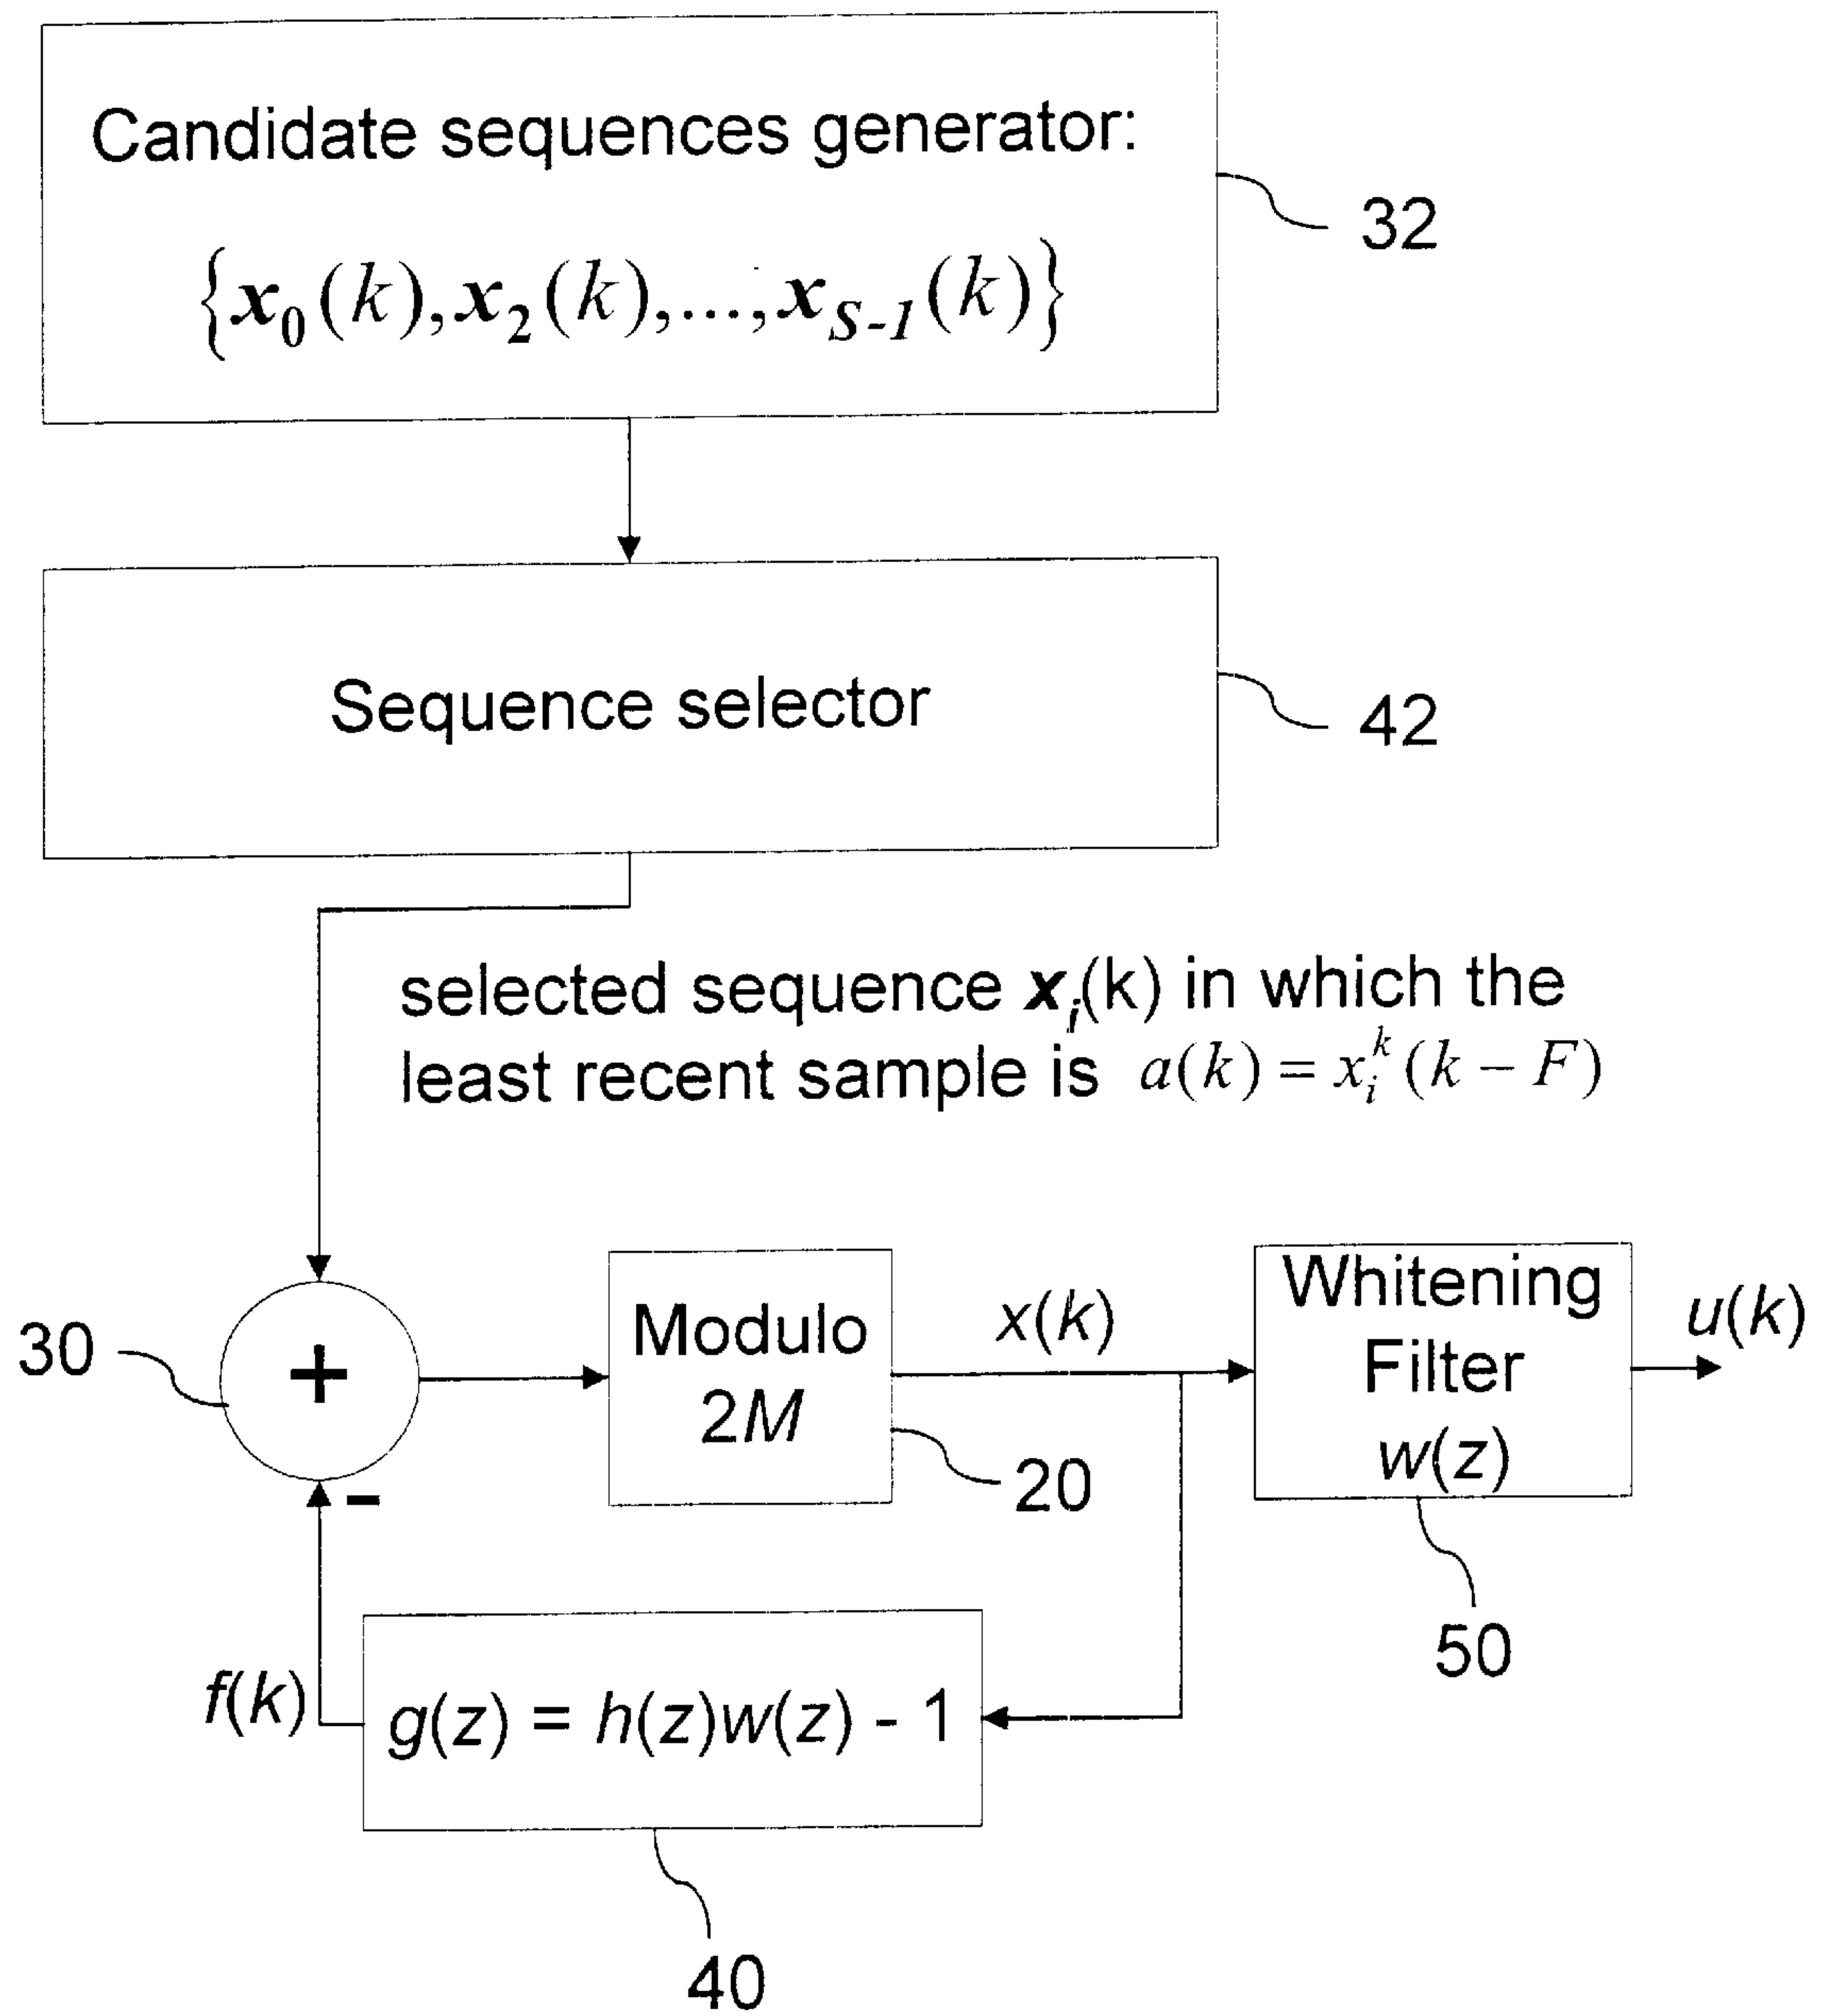 Candidate sequences generator:
{x₀(k),x₂(k),...,x_{S-1}(k)}
32
Sequence selector
42
selected sequence xᵢ(k) in which the
least recent sample is a(k) = xᵢᵏ(k − F)
30
+
-
Modulo
2M
20
x(k)
Whitening
Filter
w(z)
u(k)
50
f(k)
g(z) = h(z)w(z) - 1
40